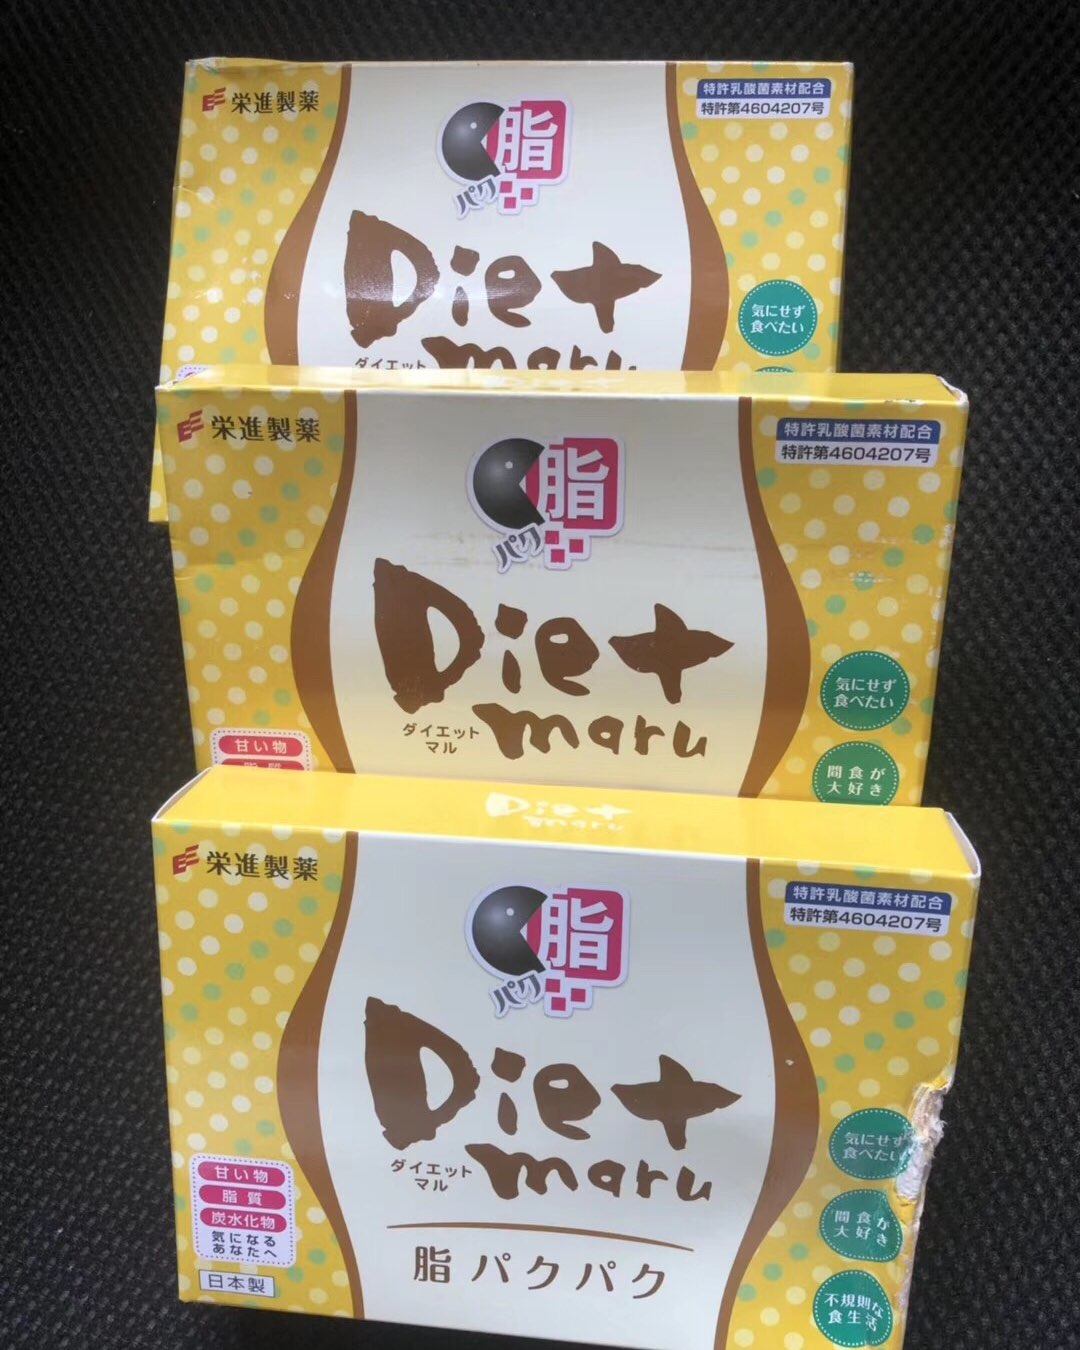 栄進製薬
特許乳酸菌素材配合
特許第4604207号
脂
パク
Diet
ダイエット
maru
気にせず
食べたい
栄進製薬
特許乳酸菌素材配合
特許第4604207号
脂
パク
Diet
ダイエット
マル
maru
気にせず
食べたい
間食が
大好き
甘い物
脂質
Diet
maru
栄進製薬
特許乳酸菌素材配合
特許第4604207号
脂
パク
Diet
ダイエット
マル
maru
脂パクパク
気にせず
食べたい
間食が
大好き
不規則な
食生活
甘い物
脂質
炭水化物
気になる
あなたへ
日本製